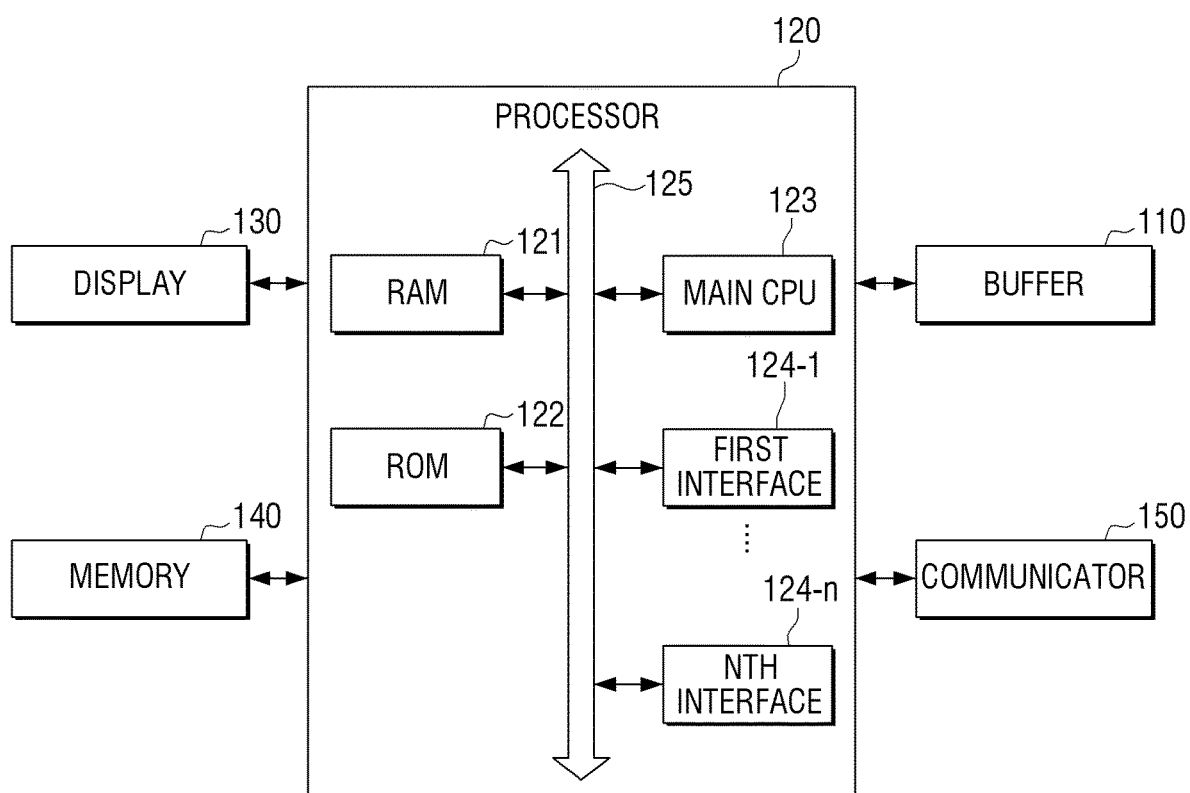 120
PROCESSOR
125
130
DISPLAY
121
RAM
123
MAIN CPU
110
BUFFER
122
ROM
124-1
FIRST
INTERFACE
140
MEMORY
150
COMMUNICATOR
124-n
NTH
INTERFACE